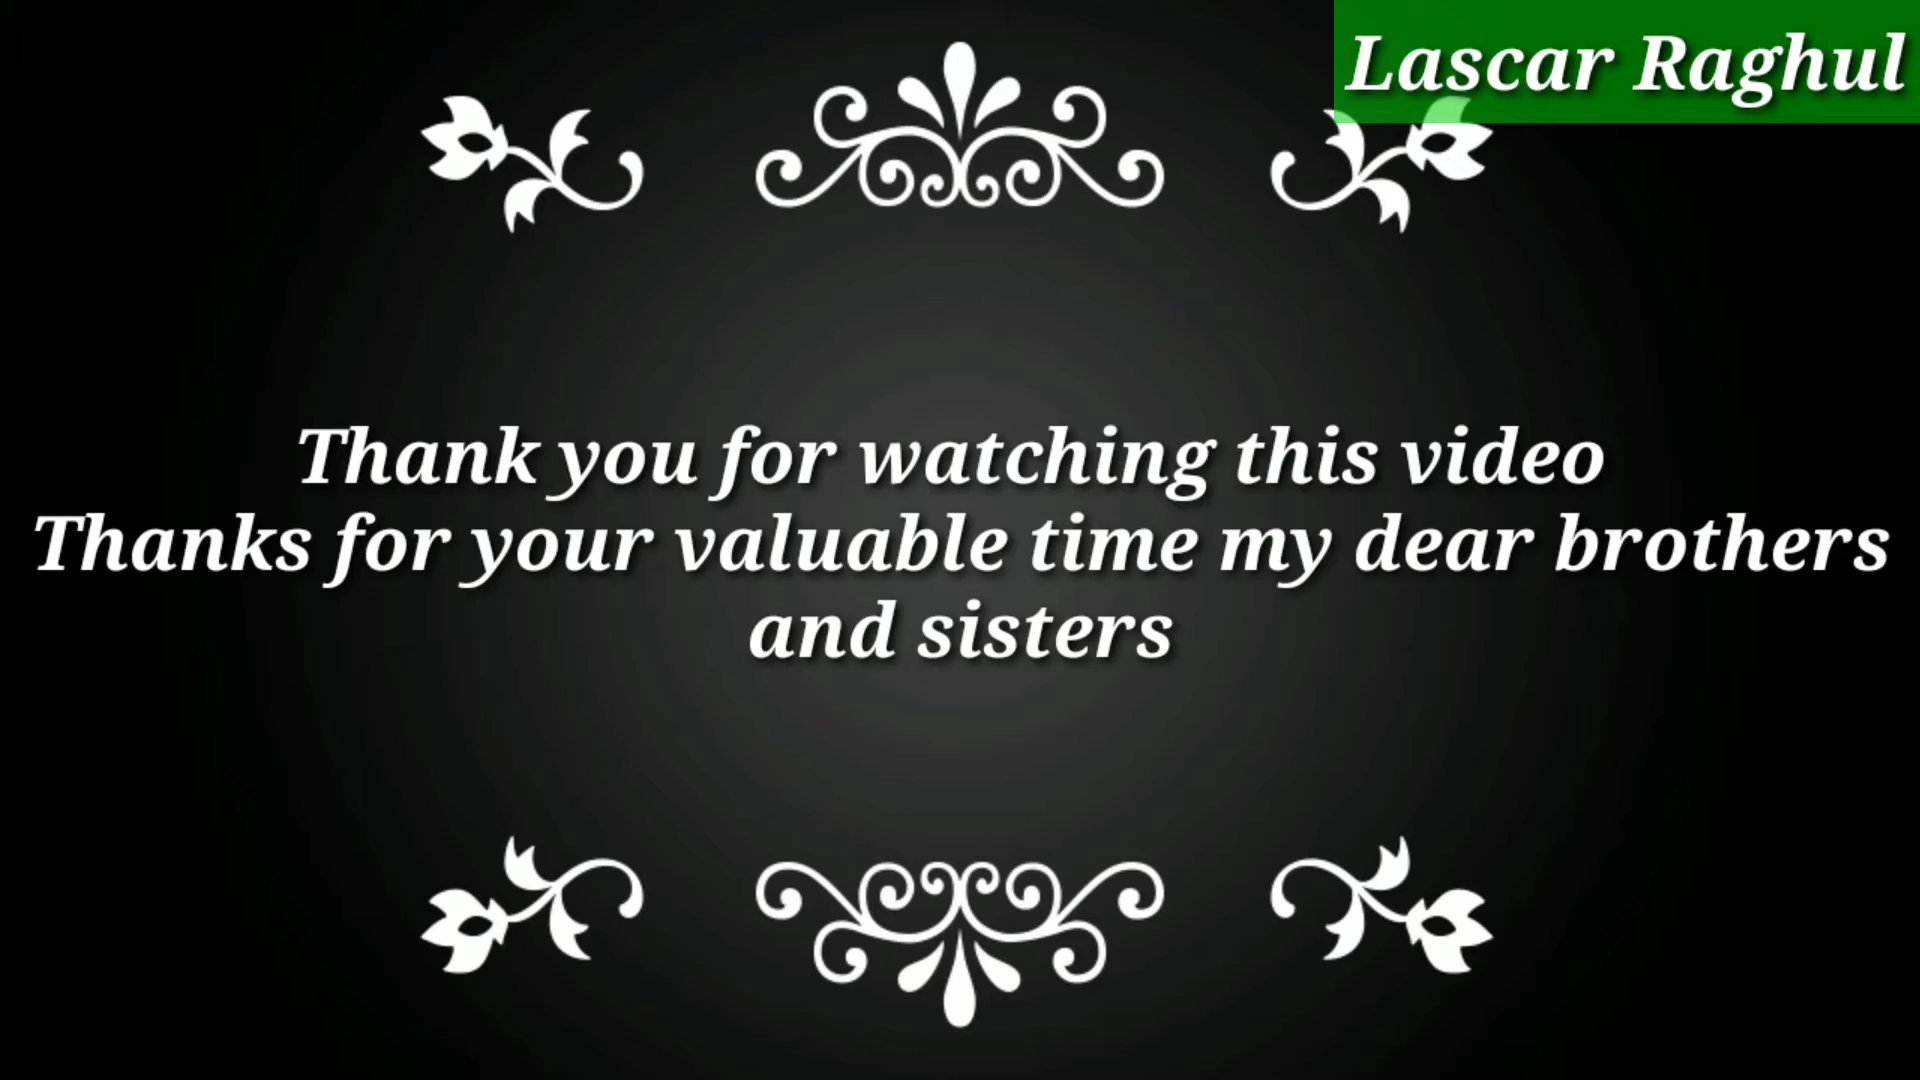 Lascar Raghul
Thank you for watching this video
Thanks for your valuable time my dear brothers
and sisters